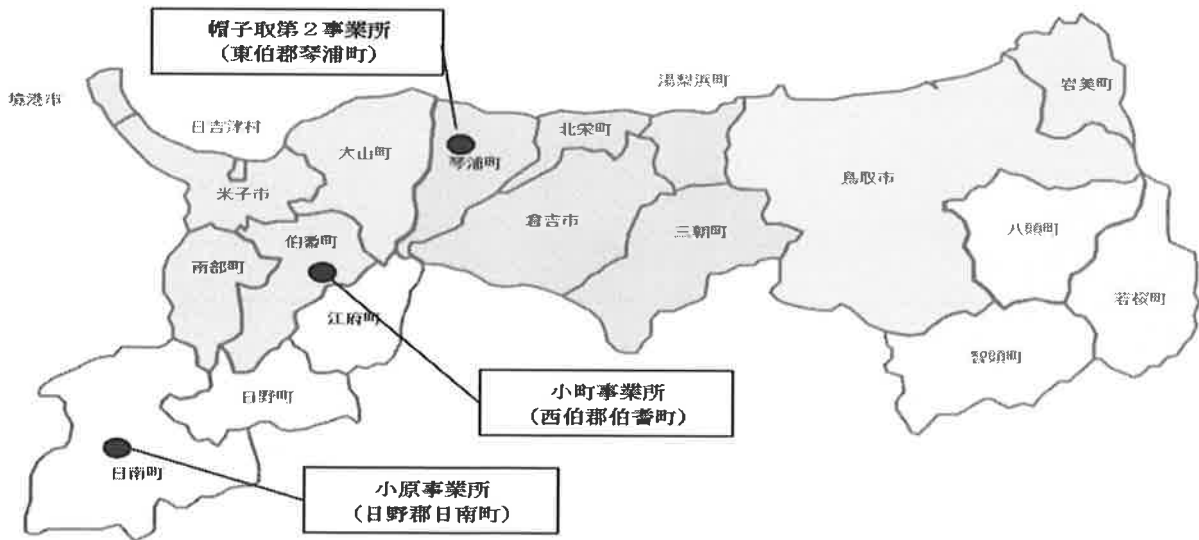 帽子取第２事業所
（東伯郡琴浦町）
湯梨浜町
岩美町
境港市
日吉津村
北栄町
大山町
琴浦町
鳥取市
米子市
倉吉市
三朝町
八頭町
伯耆町
南部町
若桜町
江府町
智頭町
日野町
小町事業所
（西伯郡伯耆町）
日南町
小原事業所
（日野郡日南町）